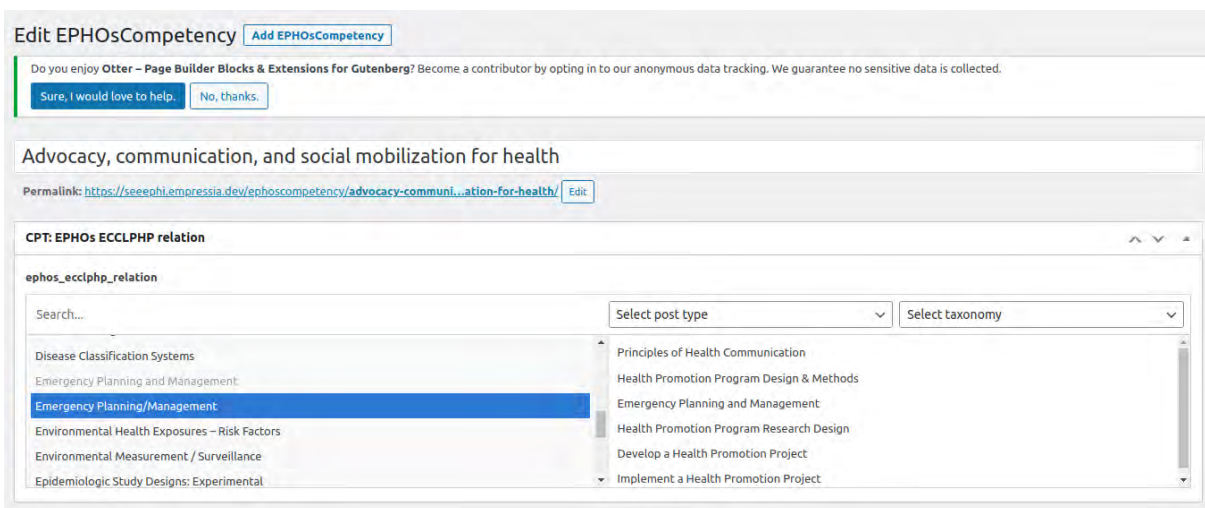 Edit EPHOsCompetency Add EPHOsCompetency
Do you enjoy Otter – Page Builder Blocks & Extensions for Gutenberg? Become a contributor by opting in to our anonymous data tracking. We guarantee no sensitive data is collected.
Sure, I would love to help. No, thanks.
Advocacy, communication, and social mobilization for health
Permalink: https://seeephi.empressia.dev/ephoscompetency/advocacy-communi...ation-for-health/ Edit
CPT: EPHOs ECCLPHP relation
ephos_ecclphp_relation
Search... Select post type Select taxonomy
Disease Classification Systems
Emergency Planning and Management
Emergency Planning/Management
Environmental Health Exposures – Risk Factors
Environmental Measurement / Surveillance
Epidemiologic Study Designs: Experimental
Principles of Health Communication
Health Promotion Program Design & Methods
Emergency Planning and Management
Health Promotion Program Research Design
Develop a Health Promotion Project
Implement a Health Promotion Project